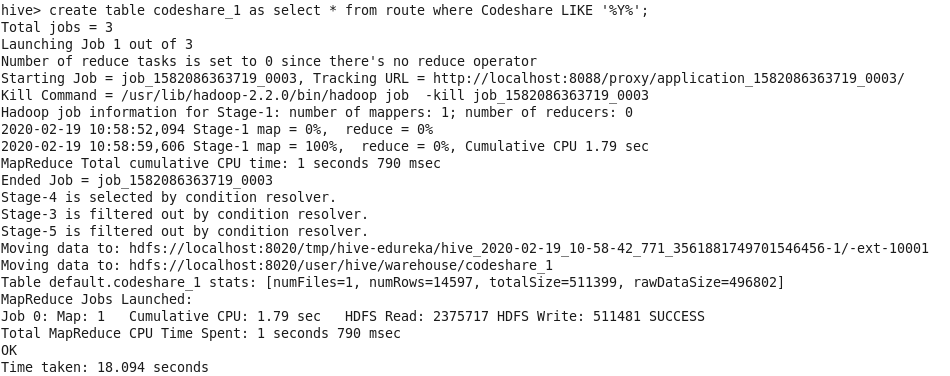 hive> create table codeshare_1 as select * from route where Codeshare LIKE '%Y%';
Total jobs = 3
Launching Job 1 out of 3
Number of reduce tasks is set to 0 since there's no reduce operator
Starting Job = job_1582086363719_0003, Tracking URL = http://localhost:8088/proxy/application_1582086363719_0003/
Kill Command = /usr/lib/hadoop-2.2.0/bin/hadoop job  -kill job_1582086363719_0003
Hadoop job information for Stage-1: number of mappers: 1; number of reducers: 0
2020-02-19 10:58:52,094 Stage-1 map = 0%,  reduce = 0%
2020-02-19 10:58:59,606 Stage-1 map = 100%,  reduce = 0%, Cumulative CPU 1.79 sec
MapReduce Total cumulative CPU time: 1 seconds 790 msec
Ended Job = job_1582086363719_0003
Stage-4 is selected by condition resolver.
Stage-3 is filtered out by condition resolver.
Stage-5 is filtered out by condition resolver.
Moving data to: hdfs://localhost:8020/tmp/hive-edureka/hive_2020-02-19_10-58-42_771_3561881749701546456-1/-ext-10001
Moving data to: hdfs://localhost:8020/user/hive/warehouse/codeshare_1
Table default.codeshare_1 stats: [numFiles=1, numRows=14597, totalSize=511399, rawDataSize=496802]
MapReduce Jobs Launched:
Job 0: Map: 1   Cumulative CPU: 1.79 sec   HDFS Read: 2375717 HDFS Write: 511481 SUCCESS
Total MapReduce CPU Time Spent: 1 seconds 790 msec
OK
Time taken: 18.094 seconds